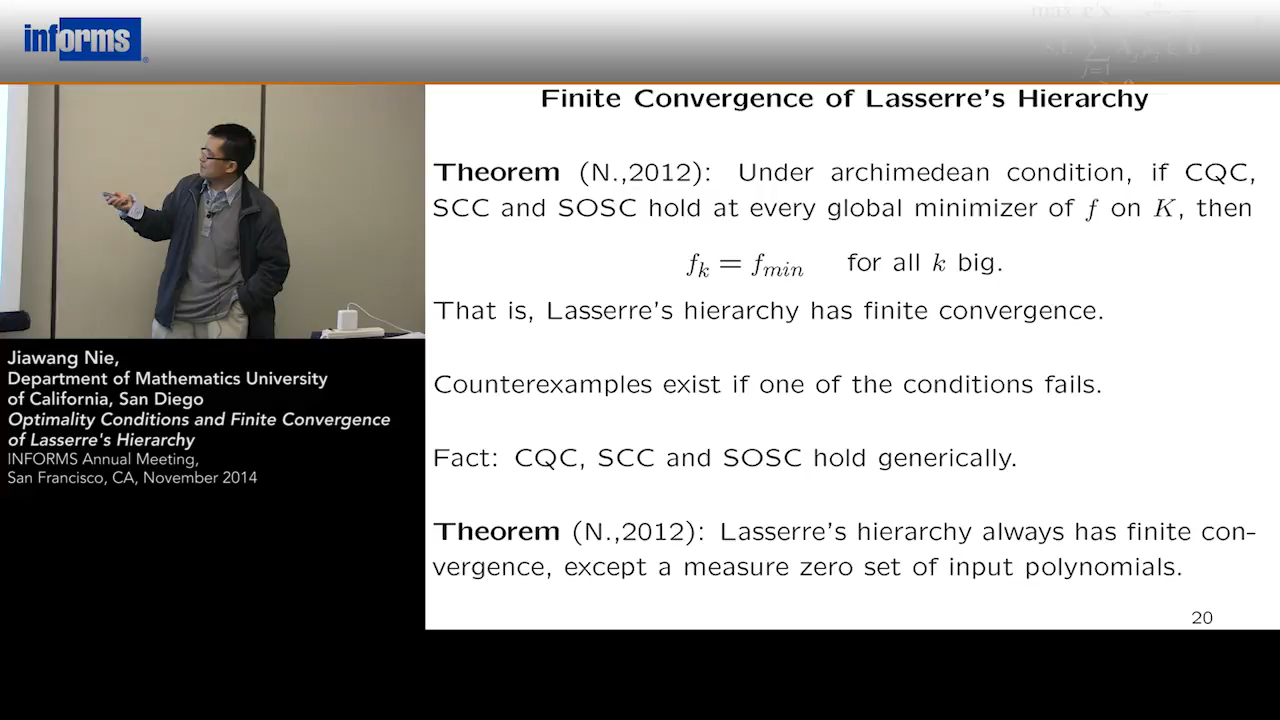 informs
max c'x
Finite Convergence of Lasserre's Hierarchy
Theorem (N.,2012): Under archimedean condition, if CQC,
SCC and SOSC hold at every global minimizer of f on K, then
f_k = f_min for all k big.
That is, Lasserre's hierarchy has finite convergence.
Counterexamples exist if one of the conditions fails.
Fact: CQC, SCC and SOSC hold generically.
Theorem (N.,2012): Lasserre's hierarchy always has finite con-
vergence, except a measure zero set of input polynomials.
20
Jiawang Nie,
Department of Mathematics University
of California, San Diego
Optimality Conditions and Finite Convergence
of Lasserre's Hierarchy
INFORMS Annual Meeting,
San Francisco, CA, November 2014